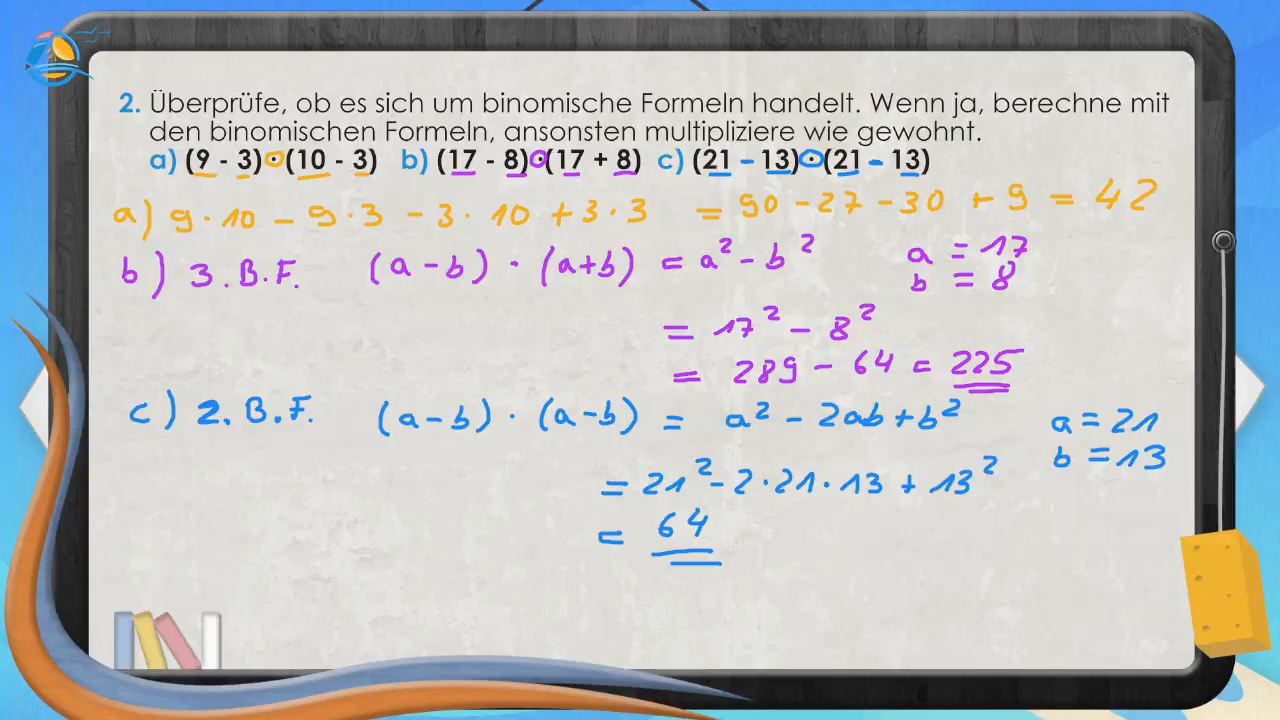 2. Überprüfe, ob es sich um binomische Formeln handelt. Wenn ja, berechne mit
den binomischen Formeln, ansonsten multipliziere wie gewohnt.
a) (9 - 3) · (10 - 3) b) (17 - 8) · (17 + 8) c) (21 - 13) · (21 - 13)
a) 9 · 10 - 9 · 3 - 3 · 10 + 3 · 3 = 90 - 27 - 30 + 9 = 42
b) 3. B.F. (a - b) · (a + b) = a² - b² a = 17
b = 8
= 17² - 8²
= 289 - 64 = 225
c) 2. B.F. (a - b) · (a - b) = a² - 2ab + b² a = 21
b = 13
= 21² - 2 · 21 · 13 + 13²
= 64